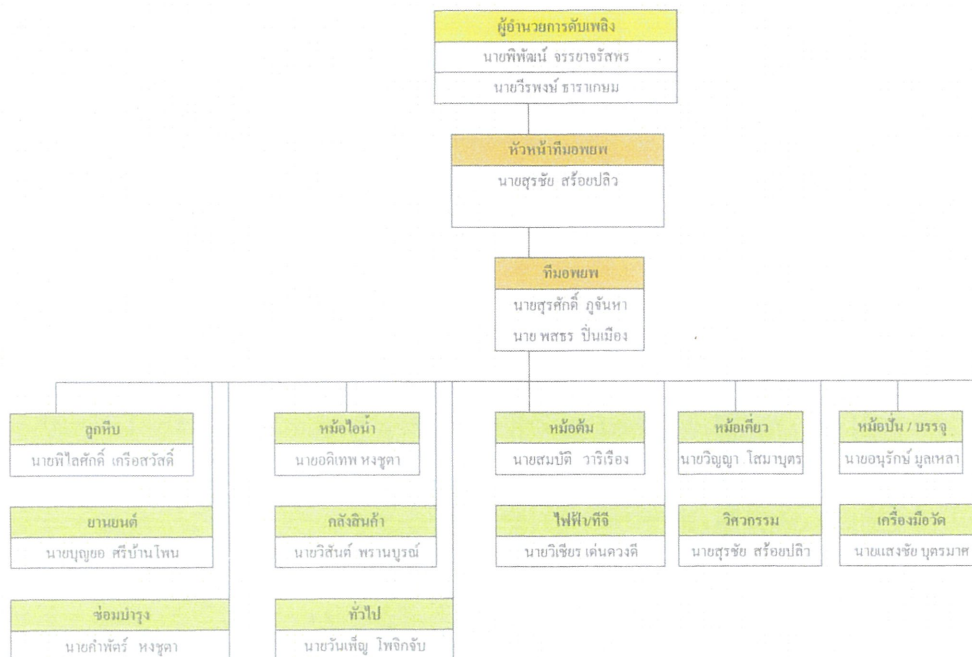 ผู้อำนวยการดับเพลิง
นายพิพัฒน์ จรรยาจรัสพร
นายวีรพงษ์ ธาราเกษม
หัวหน้าทีมอพยพ
นายสุรชัย สร้อยปลิว
ทีมอพยพ
นายสุรศักดิ์ ภูจันหา
นาย พสธร ปิ่นเมือง
ลูกหีบ
นายพิไลศักดิ์ เครือสวัสดิ์
หม้อไอน้ำ
นายอดิเทพ หงชูตา
หม้อต้ม
นายสมบัติ วาริเรือง
หม้อเคี่ยว
นายวิญญา โสมาบุตร
หม้อปั่น / บรรจุ
นายอนุรักษ์ มูลเหลา
ยานยนต์
นายบุญยอ ศรีบ้านโพน
คลังสินค้า
นายวิสันต์ พรานบูรณ์
ไฟฟ้า/ทีจี
นายวิเชียร เด่นดวงดี
วิศวกรรม
นายสุรชัย สร้อยปลิว
เครื่องมือวัด
นายแสงชัย บุตรมาศ
ซ่อมบำรุง
นายคำพัตร์ หงชูตา
ทั่วไป
นายวันเพ็ญ โพจิกจับ